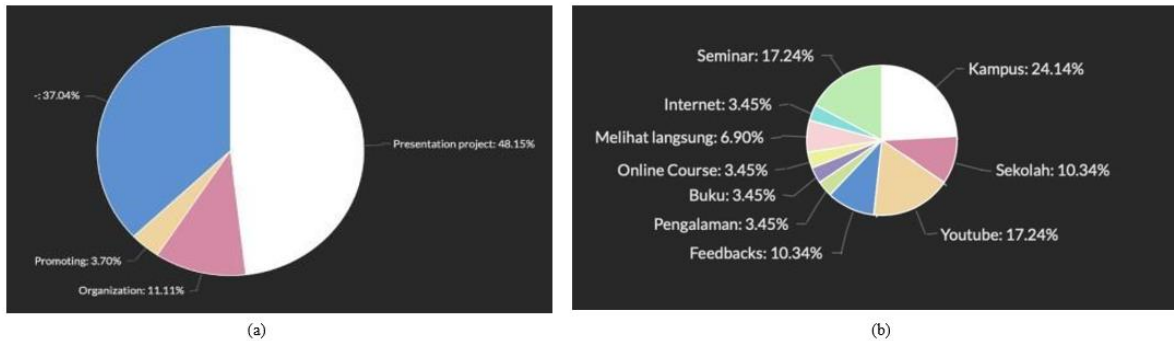 -: 37.04%
Presentation project: 48.15%
Promoting: 3.70%
Organization: 11.11%
(a)
Seminar: 17.24%
Kampus: 24.14%
Internet: 3.45%
Melihat langsung: 6.90%
Online Course: 3.45%
Sekolah: 10.34%
Buku: 3.45%
Pengalaman: 3.45%
Youtube: 17.24%
Feedbacks: 10.34%
(b)